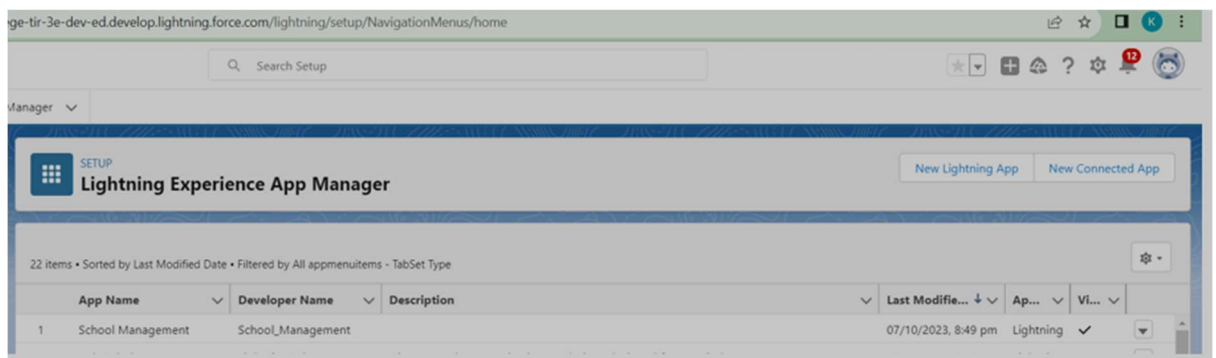 ge-tir-3e-dev-ed.develop.lightning.force.com/lightning/setup/NavigationMenus/home
K
Search Setup
12
Manager
SETUP
Lightning Experience App Manager
New Lightning App New Connected App
22 items • Sorted by Last Modified Date • Filtered by All appmenuitems - TabSet Type
App Name Developer Name Description Last Modifie... Ap... Vi...
1 School Management School_Management 07/10/2023, 8:49 pm Lightning